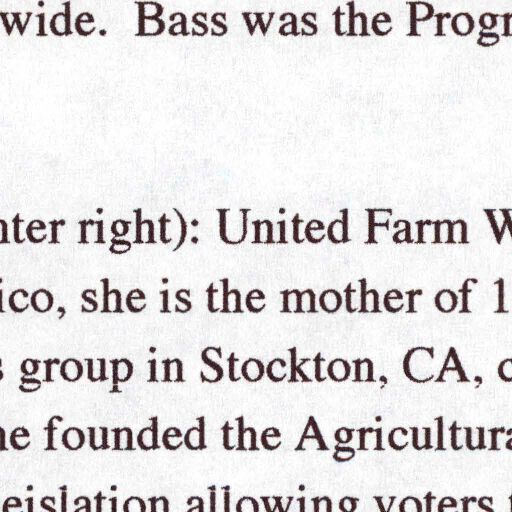 wide. Bass was the Progr
nter right): United Farm W
ico, she is the mother of 1
s group in Stockton, CA, c
he founded the Agricultura
egislation allowing voters t